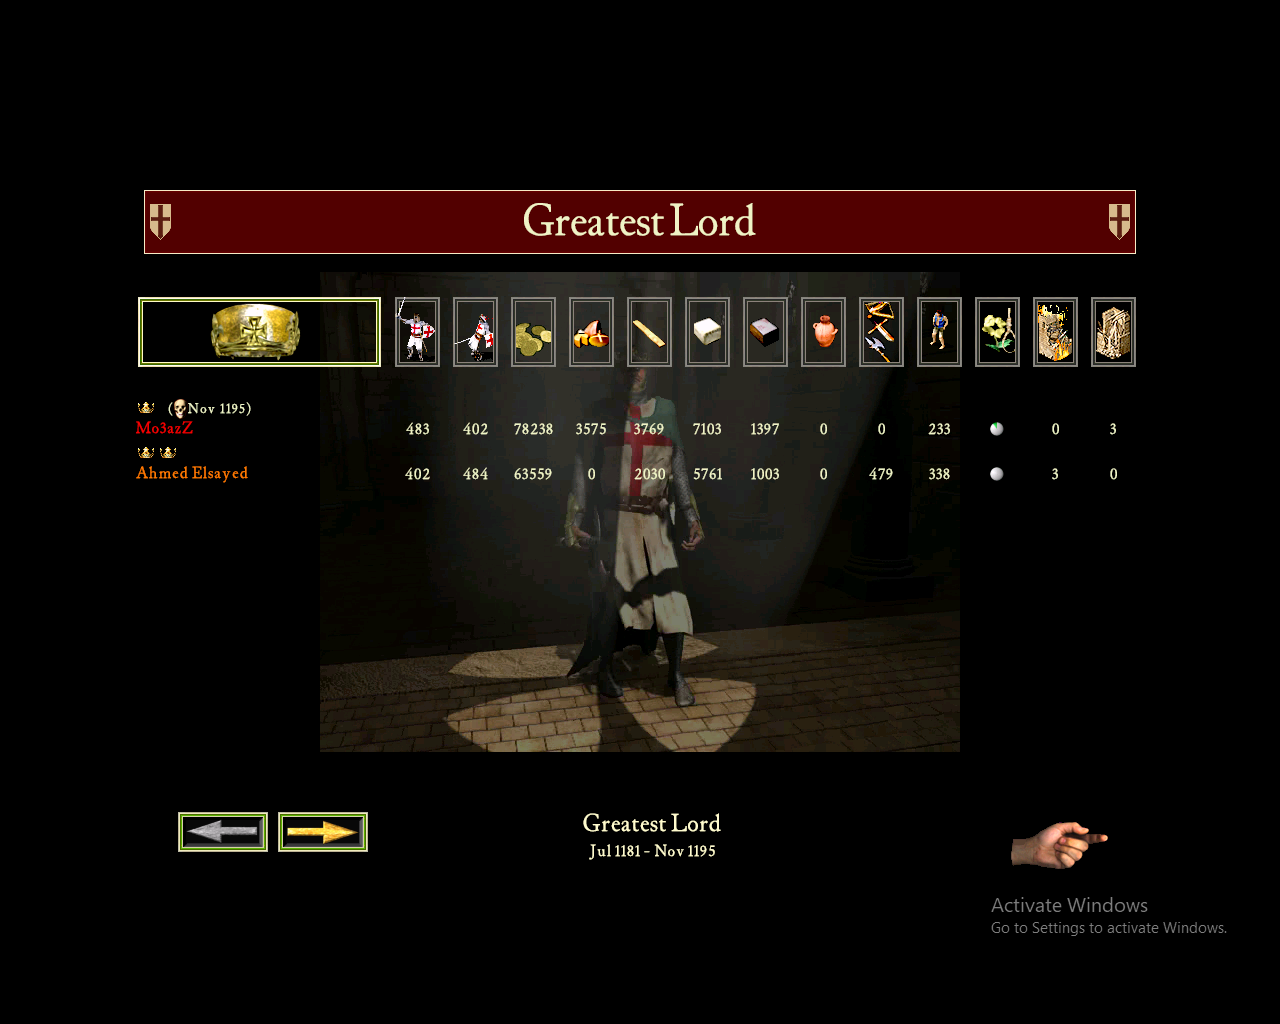 Greatest Lord
( Nov 1195)
Mo3azZ 483 402 78238 3575 3769 7103 1397 0 0 233 0 3
Ahmed Elsayed 402 484 63559 0 2030 5761 1003 0 479 338 3 0
Greatest Lord
Jul 1181 - Nov 1195
Activate Windows
Go to Settings to activate Windows.